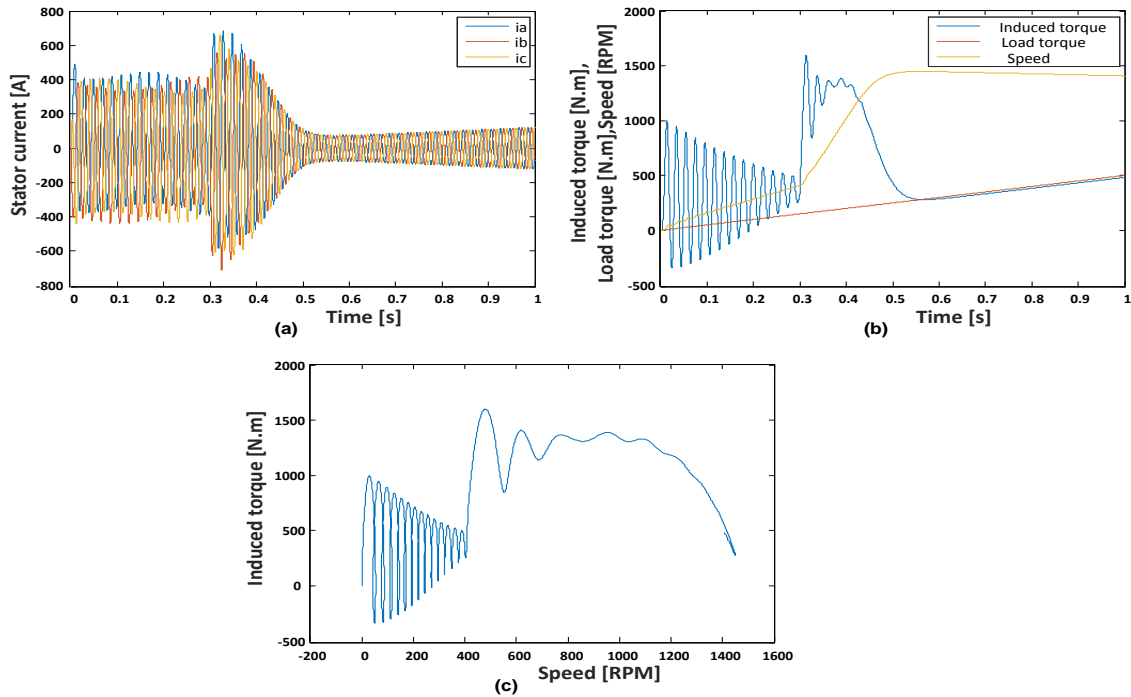 800
600
400
200
0
-200
-400
-600
800
Stator current [A]
0 0.1 0.2 0.3 0.4 0.5 0.6 0.7 0.8 0.9 1
Time [s]
(a)
ia
ib
ic
2000
1500
1000
500
0
-500
Induced torque [N.m],
Load torque [N.m],Speed [RPM]
0 0.1 0.2 0.3 0.4 0.5 0.6 0.7 0.8 0.9 1
Time [s]
(b)
Induced torque
Load torque
Speed
2000
1500
1000
500
0
-500
Induced torque [N.m]
-200 0 200 400 600 800 1000 1200 1400 1600
Speed [RPM]
(c)